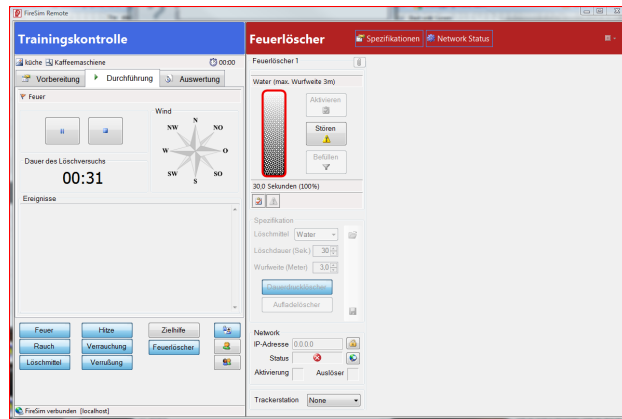 FireSim Remote
Trainingskontrolle
küche Kaffeemaschine 00:00
Vorbereitung Durchführung Auswertung
Feuer
Wind
N
NW NO
W O
SW SO
S
Dauer des Löschversuchs
00:31
Ereignisse
Feuer Hitze Zielhilfe
Rauch Verrauchung Feuerlöscher
Löschmittel Verrußung
FireSim verbunden [localhost]
Feuerlöscher Spezifikationen Network Status
Feuerlöscher 1
Water (max. Wurfweite 3m)
Aktivieren
Stören
Befüllen
30,0 Sekunden (100%)
Spezifikation
Löschmittel Water
Löschdauer (Sek.) 30
Wurfweite (Meter) 3,0
Dauerdrucklöscher
Aufladelöscher
Network
IP-Adresse 0.0.0.0
Status
Aktivierung Auslöser
Trackerstation None